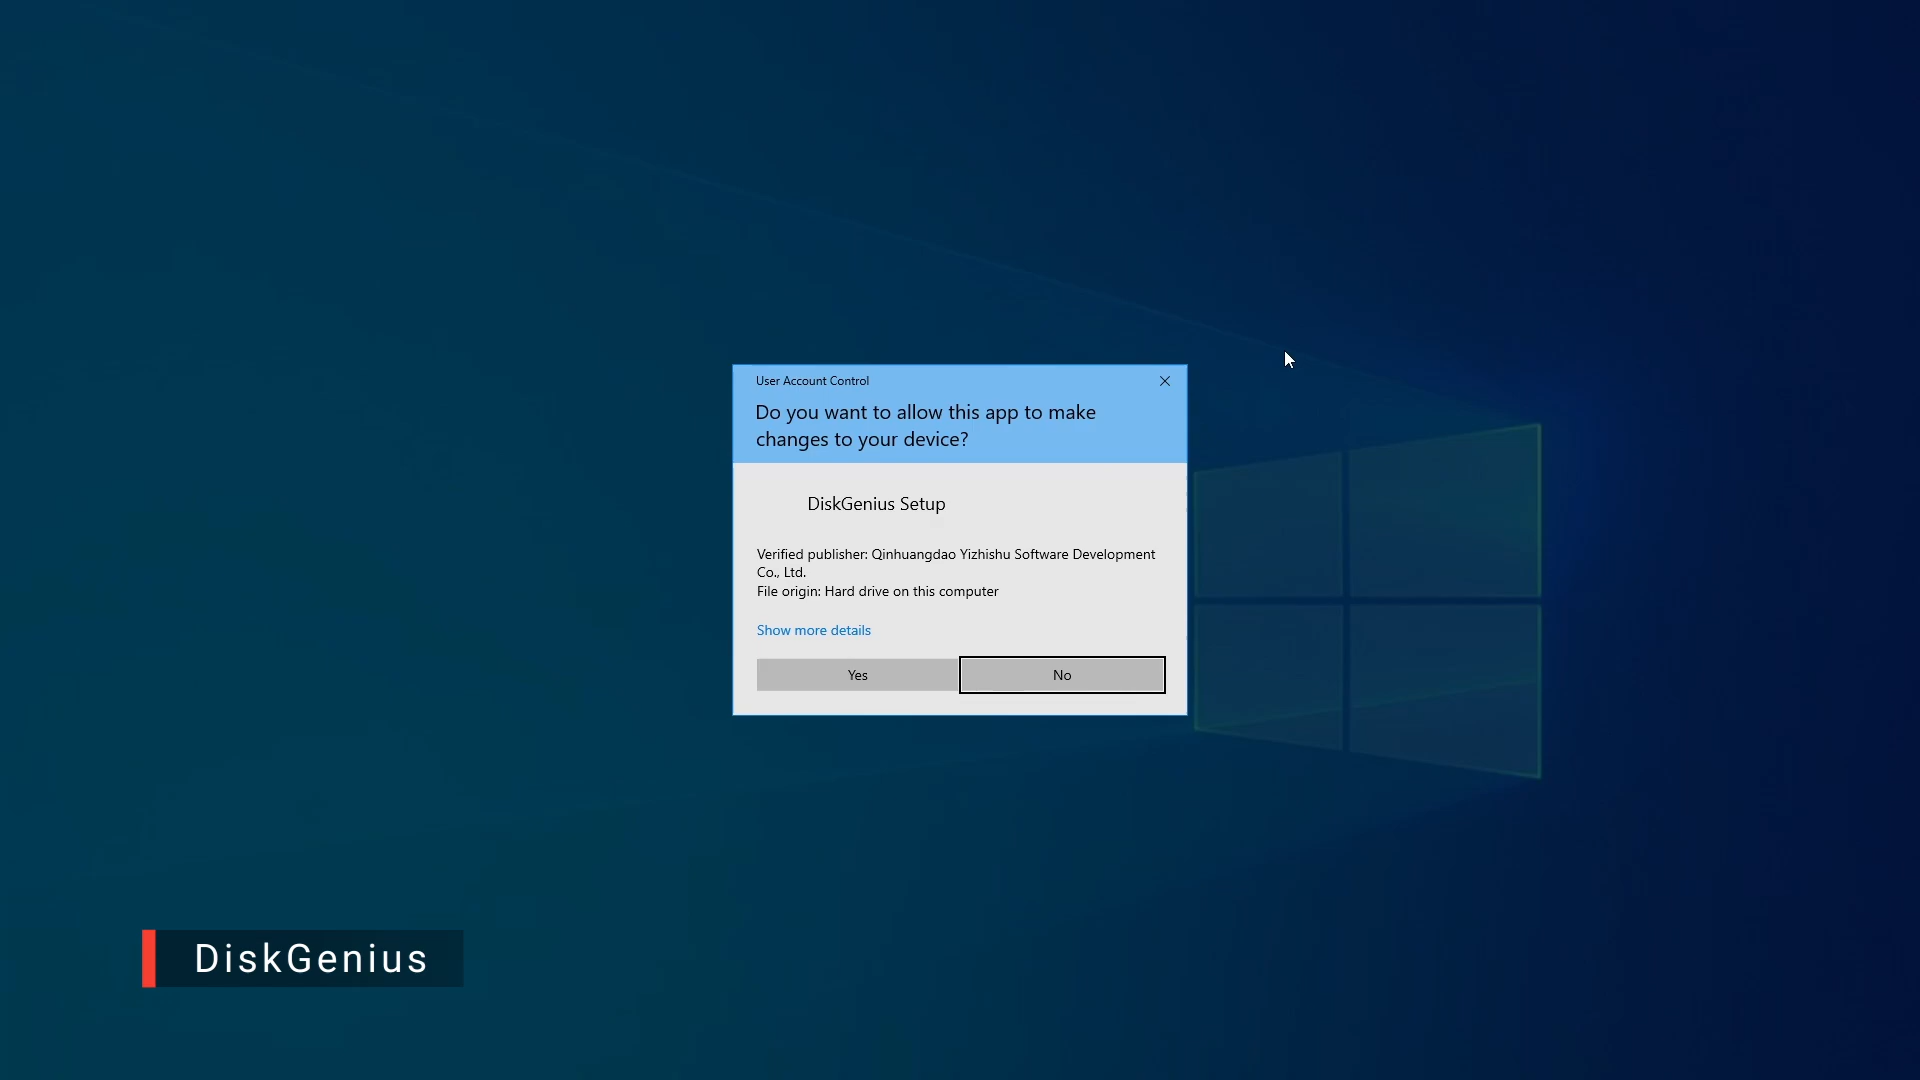 User Account Control
Do you want to allow this app to make
changes to your device?
DiskGenius Setup
Verified publisher: Qinhuangdao Yizhishu Software Development
Co., Ltd.
File origin: Hard drive on this computer
Show more details
Yes No
DiskGenius